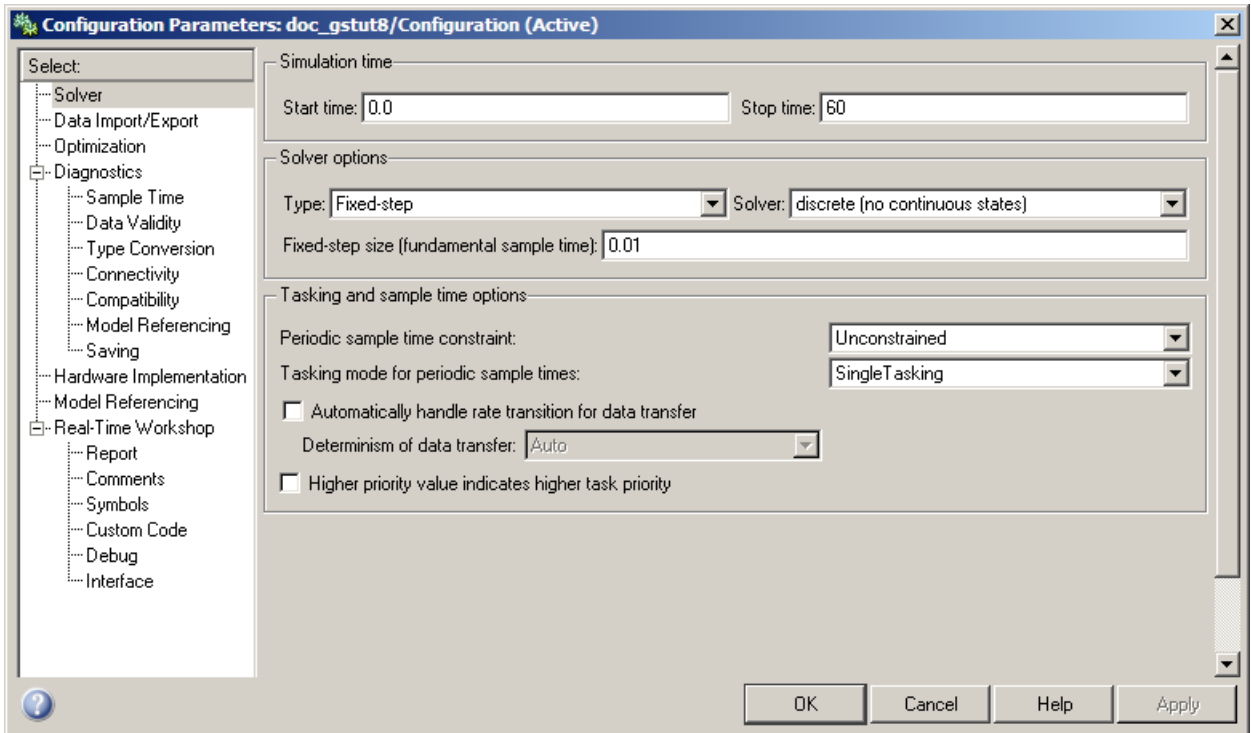 Configuration Parameters: doc_gstut8/Configuration (Active)
Select:
Solver
Data Import/Export
Optimization
Diagnostics
Sample Time
Data Validity
Type Conversion
Connectivity
Compatibility
Model Referencing
Saving
Hardware Implementation
Model Referencing
Real-Time Workshop
Report
Comments
Symbols
Custom Code
Debug
Interface
Simulation time
Start time: 0.0 Stop time: 60
Solver options
Type: Fixed-step Solver: discrete (no continuous states)
Fixed-step size (fundamental sample time): 0.01
Tasking and sample time options
Periodic sample time constraint: Unconstrained
Tasking mode for periodic sample times: SingleTasking
Automatically handle rate transition for data transfer
Determinism of data transfer: Auto
Higher priority value indicates higher task priority
OK Cancel Help Apply